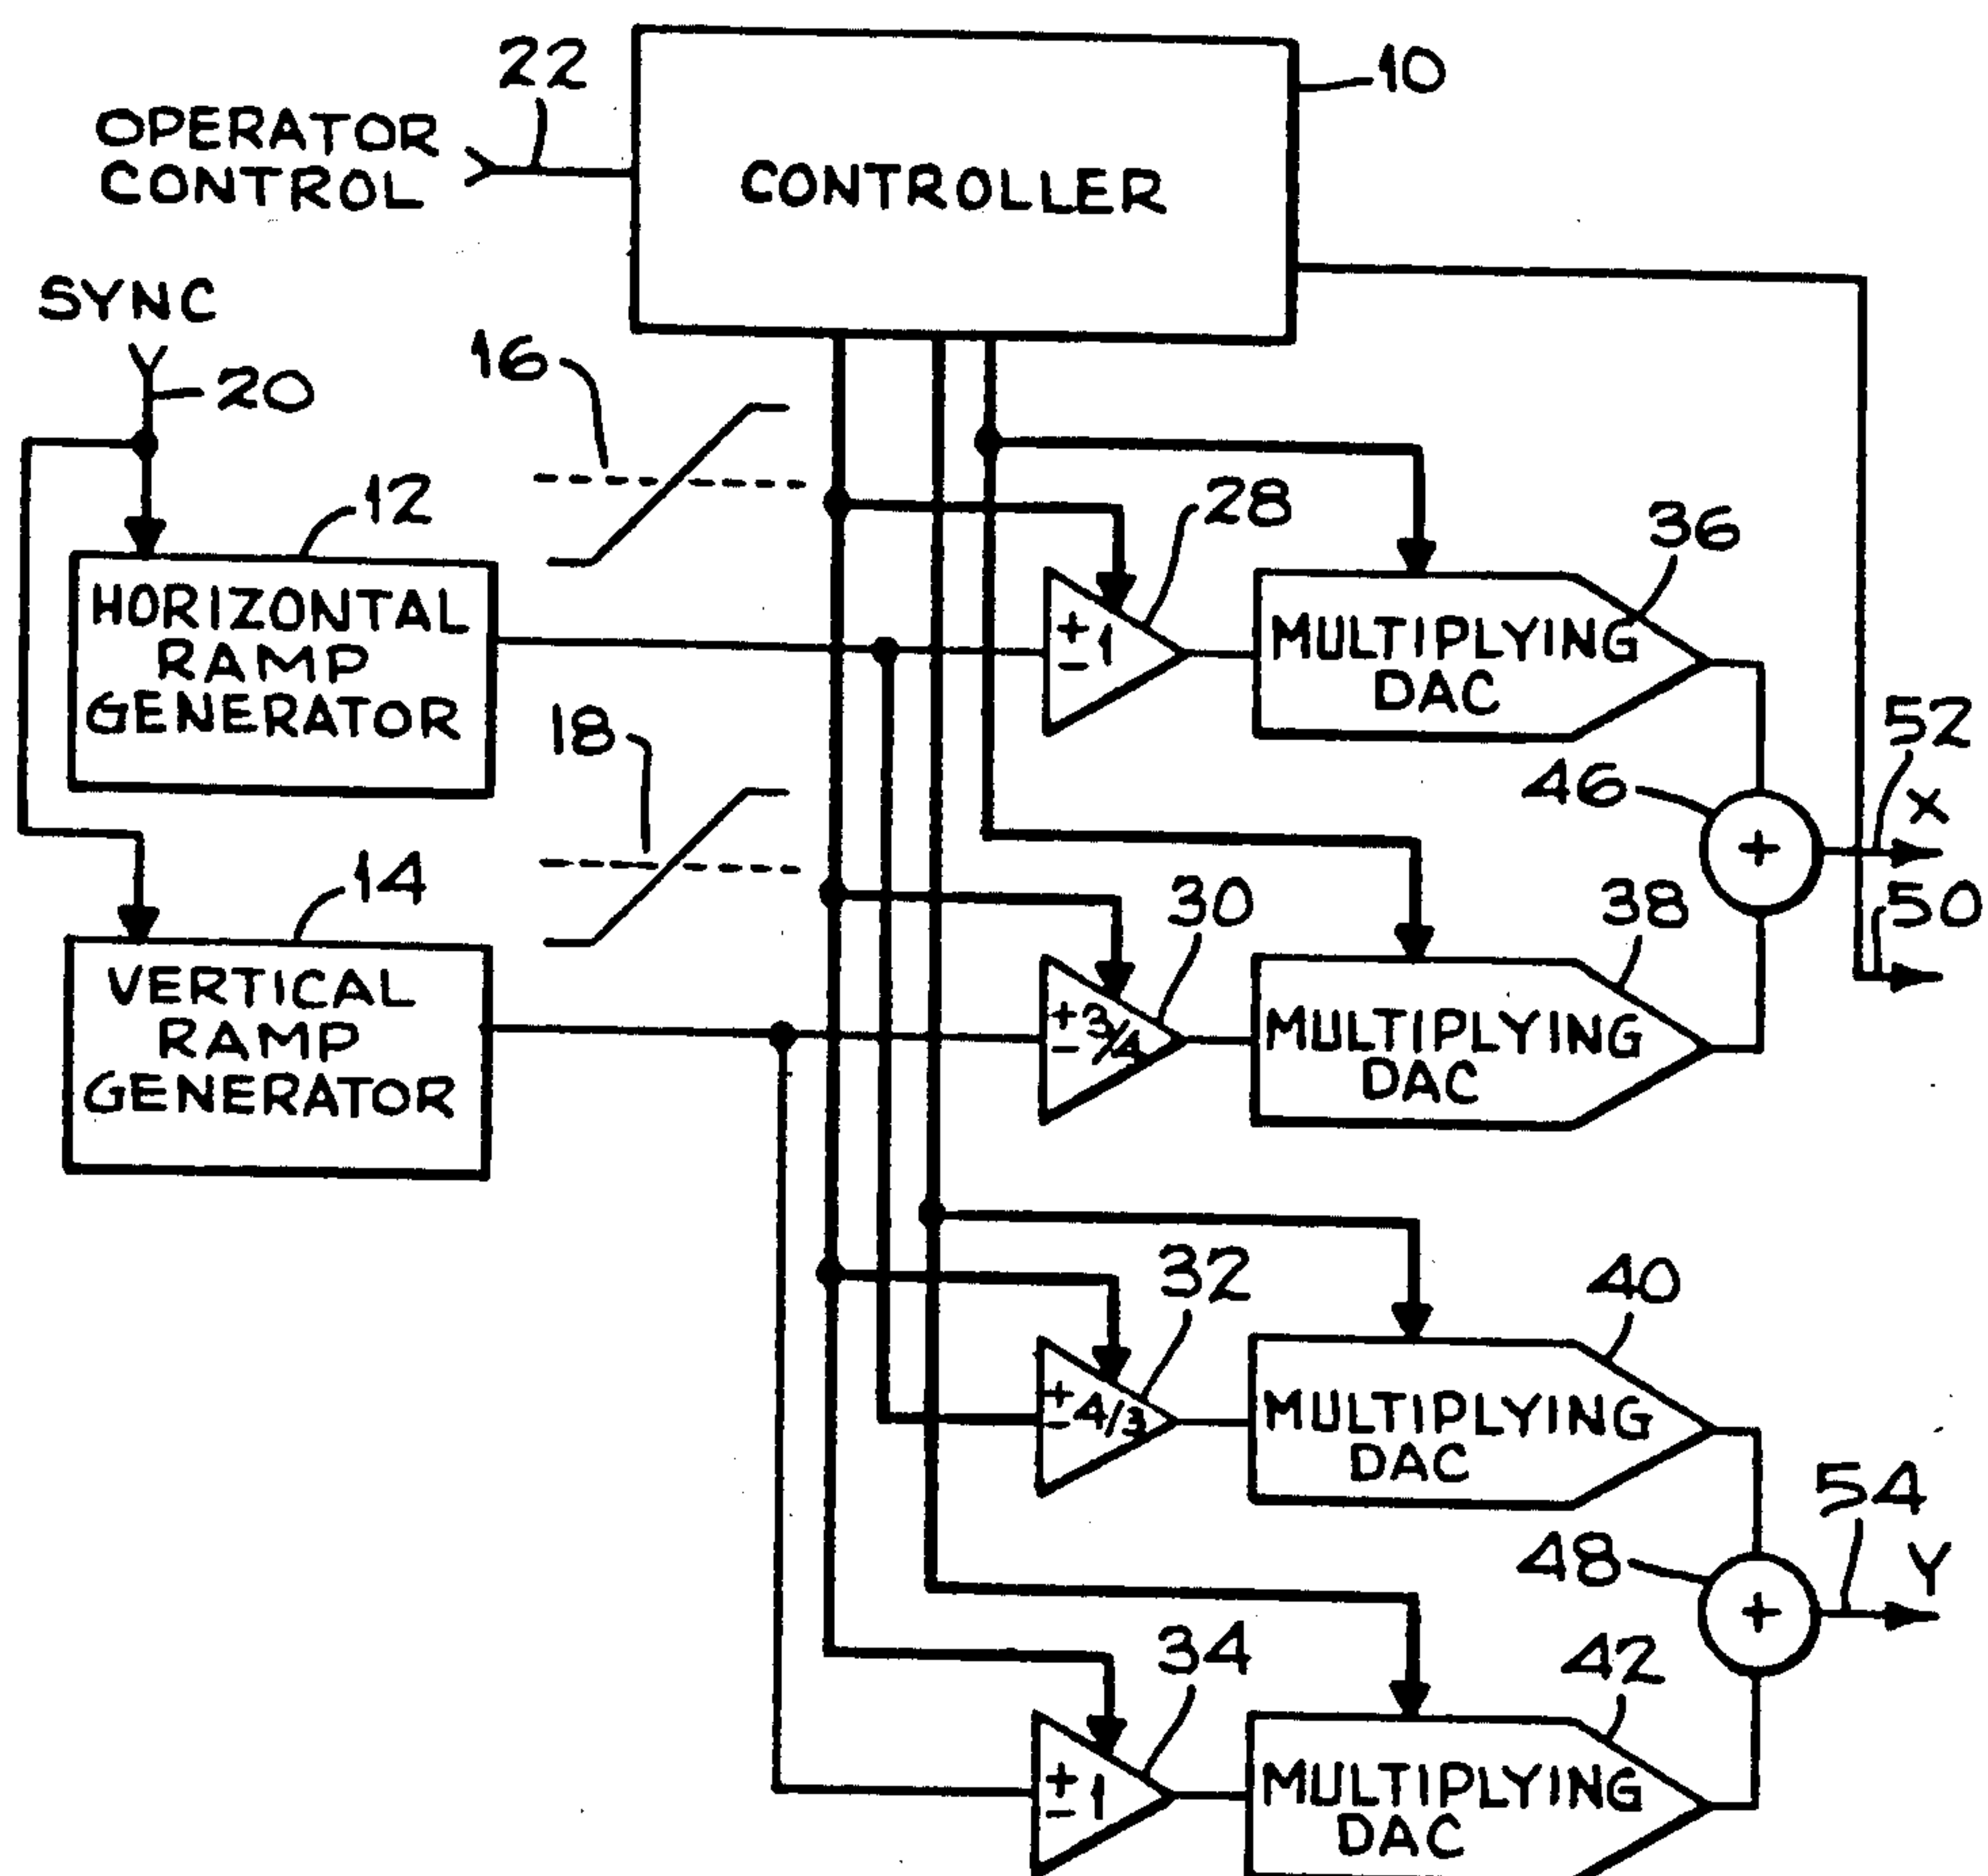 22
10
OPERATOR
CONTROL
CONTROLLER
SYNC
20
16
12
28
36
HORIZONTAL
RAMP
GENERATOR
± 1
MULTIPLYING
DAC
18
52
46
X
+
14
30
38
50
VERTICAL
RAMP
GENERATOR
± 3/4
MULTIPLYING
DAC
32
40
± 4/3
MULTIPLYING
DAC
54
48
Y
+
34
42
± 1
MULTIPLYING
DAC